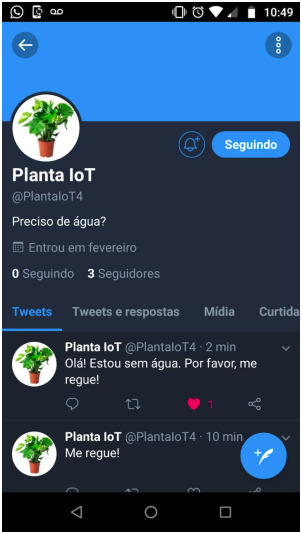 10:49
Seguindo
Planta IoT
@PlantaIoT4
Preciso de água?
Entrou em fevereiro
0 Seguindo 3 Seguidores
Tweets Tweets e respostas Mídia Curtida
Planta IoT @PlantaIoT4 · 2 min
Olá! Estou sem água. Por favor, me
regue!
1
Planta IoT @PlantaIoT4 · 10 min
Me regue!